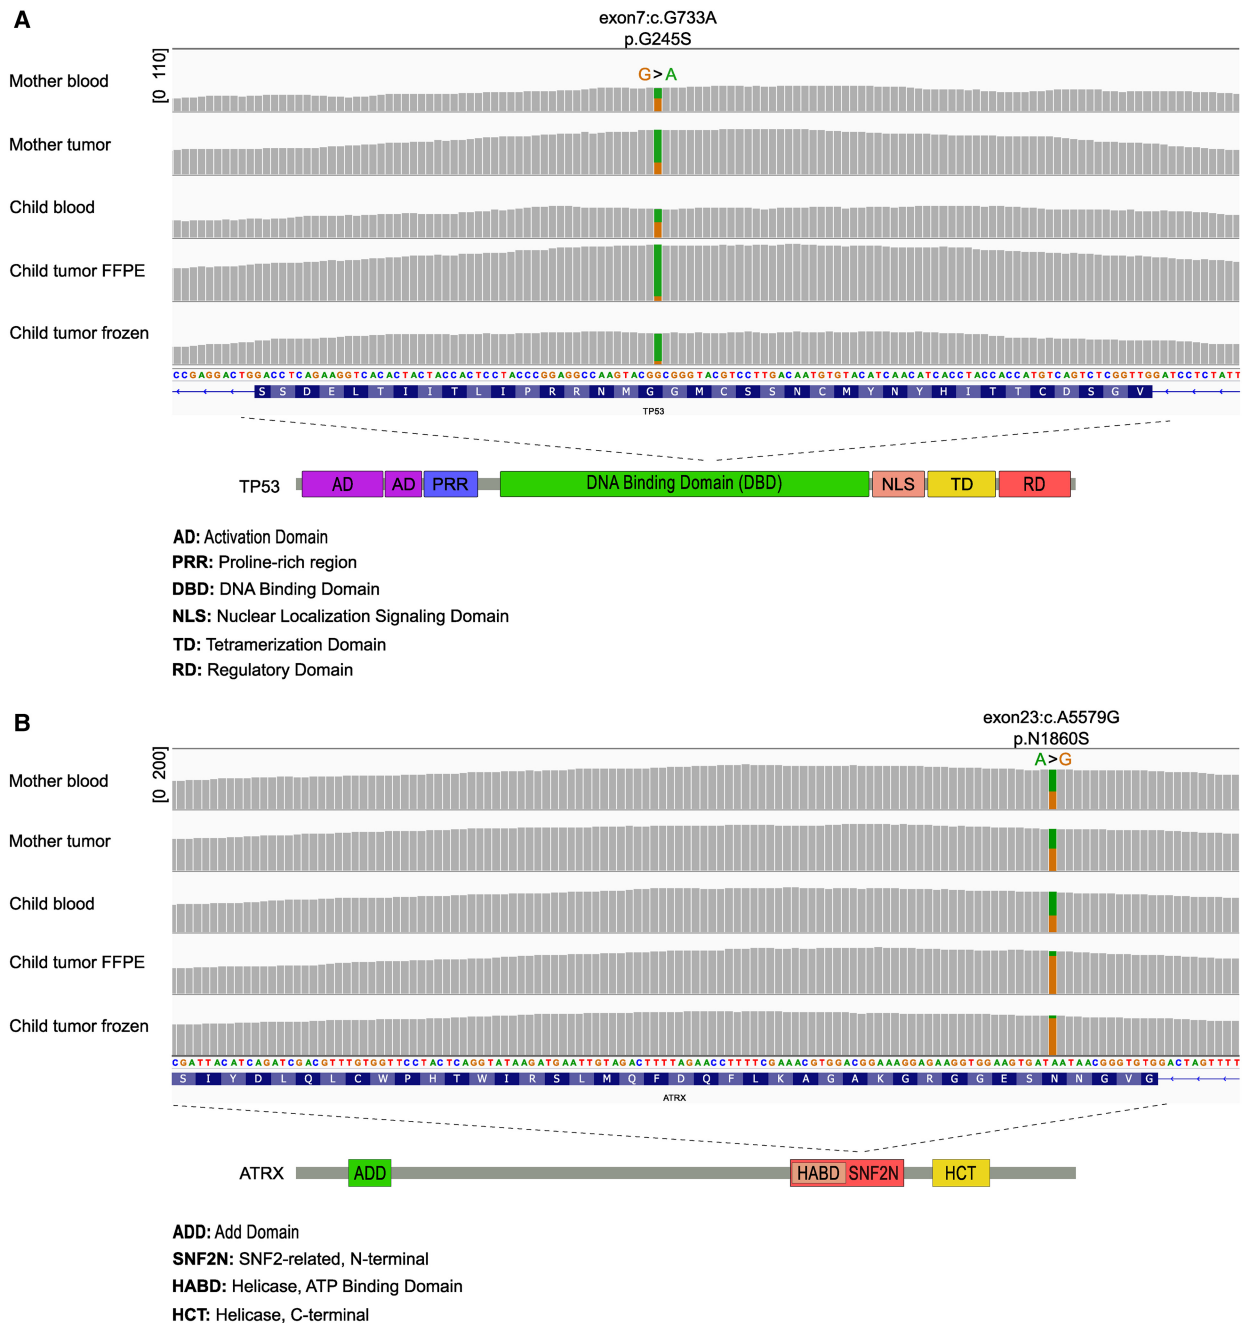 A
exon7:c.G733A
p.G245S
[0 110]
G > A
Mother blood
Mother tumor
Child blood
Child tumor FFPE
Child tumor frozen
CCGAGGACTGGACCTCAGAAGGTCACACTACTACCACTCCTACCCGGAGGCCAAGTACGGCGGGTACGTCCTTGACAATGTGTACATCAACATCACCTACCACCATGTCAGTCTCGGTTGGATCCTCTATT
S S D E L T I I T L I P R R N M G G M C S S N C M Y N Y H I T T C D S G V
TP53
TP53 AD AD PRR DNA Binding Domain (DBD) NLS TD RD
AD: Activation Domain
PRR: Proline-rich region
DBD: DNA Binding Domain
NLS: Nuclear Localization Signaling Domain
TD: Tetramerization Domain
RD: Regulatory Domain
B
exon23:c.A5579G
p.N1860S
[0 200]
A > G
Mother blood
Mother tumor
Child blood
Child tumor FFPE
Child tumor frozen
CGATTACATCAGATCGACGTTTGTGGTTCCTACTCAGGTATAAGATGAATTGTAGACTTTTAGAACCTTTTCGAAACGTGGACGGAAAGGAGAAGGTGGAAGTGATAATAACGGGTGTGGACTAGTTTT
S I Y D L Q L C W P H T W I R S L M Q F D Q F L K A G A K G R G G E S N N G V G
ATRX
ATRX ADD HABD SNF2N HCT
ADD: Add Domain
SNF2N: SNF2-related, N-terminal
HABD: Helicase, ATP Binding Domain
HCT: Helicase, C-terminal